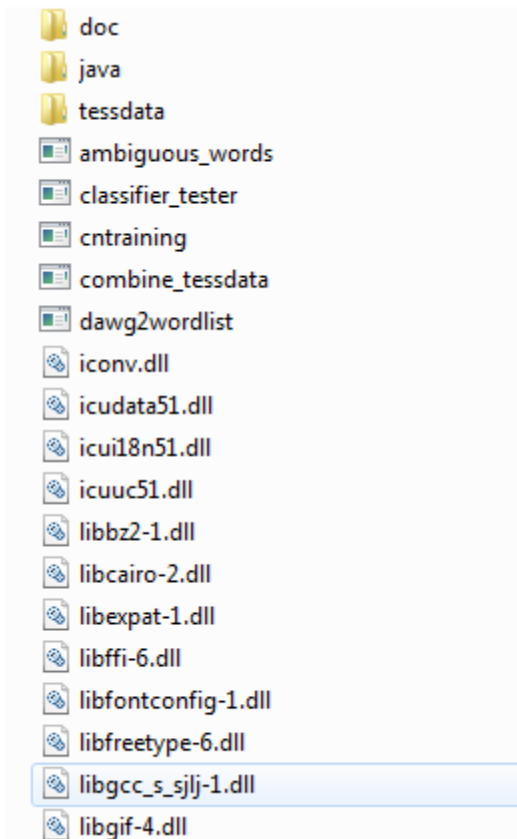 doc
java
tessdata
ambiguous_words
classifier_tester
cntraining
combine_tessdata
dawg2wordlist
iconv.dll
icudata51.dll
icui18n51.dll
icuuc51.dll
libbz2-1.dll
libcairo-2.dll
libexpat-1.dll
libffi-6.dll
libfontconfig-1.dll
libfreetype-6.dll
libgcc_s_sjlj-1.dll
libgif-4.dll